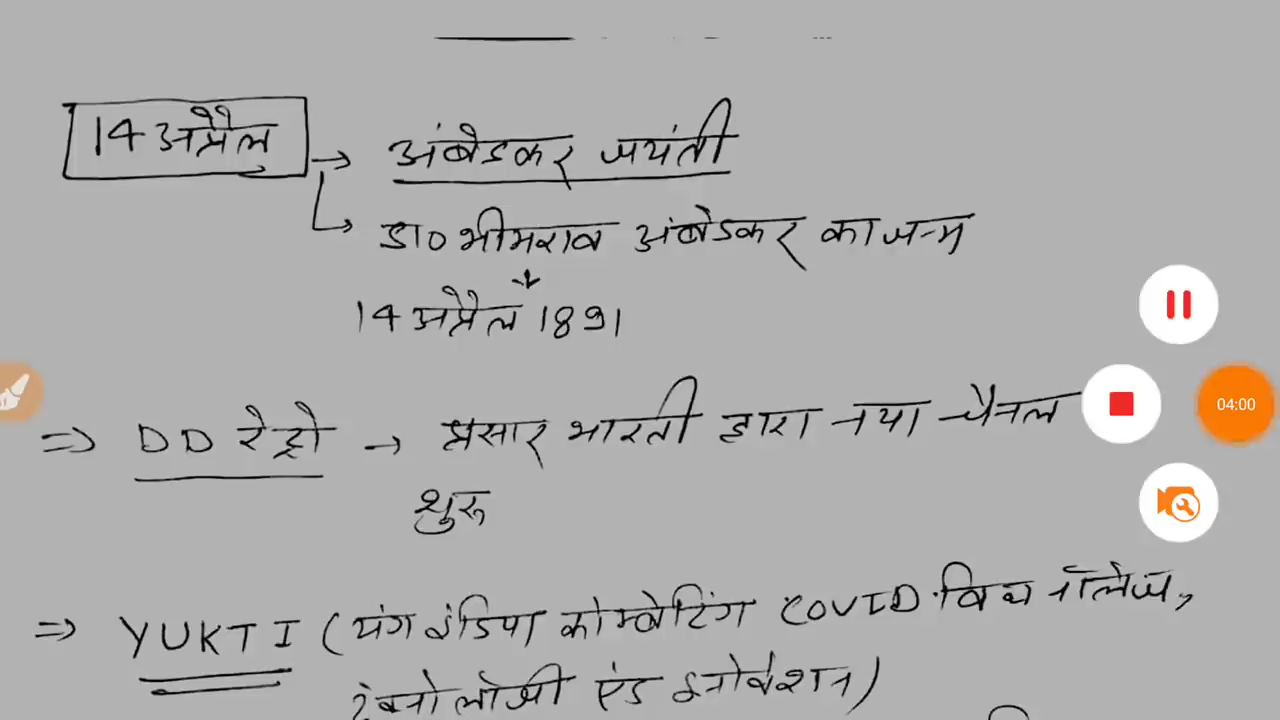 14 अप्रैल → अंबेडकर जयंती
→ डा० भीमराव अंबेडकर का जन्म
14 अप्रैल 1891
⇒ DD रेट्रो → प्रसार भारती द्वारा नया चैनल
शुरू
04:00
⇒ YUKTI (यंग इंडिया कोम्बेटिंग COVID विथ नॉलेज,
टेक्नोलॉजी एंड इनोवेशन)